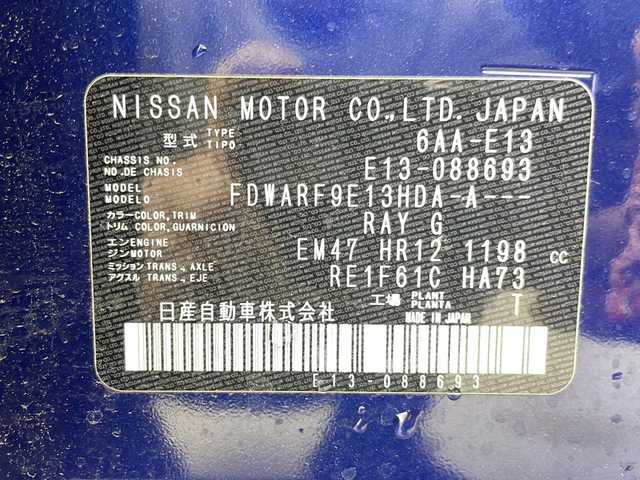 NISSAN MOTOR CO.,LTD. JAPAN
型式 TYPE TIPO 6AA-E13
CHASSIS NO. NO.DE CHASIS E13-088693
MODEL MODELO FDWARF9E13HDA-A---
カラー COLOR,TRIM トリム COLOR,GUARNICION RAY G
エンジン ENGINE MOTOR EM47 HR12 1198 cc
ミッション TRANS.,AXLE アクスル TRANS.,EJE RE1F61C HA73
工場 PLANT PLANTA T
日産自動車株式会社 MADE IN JAPAN
E13-088693